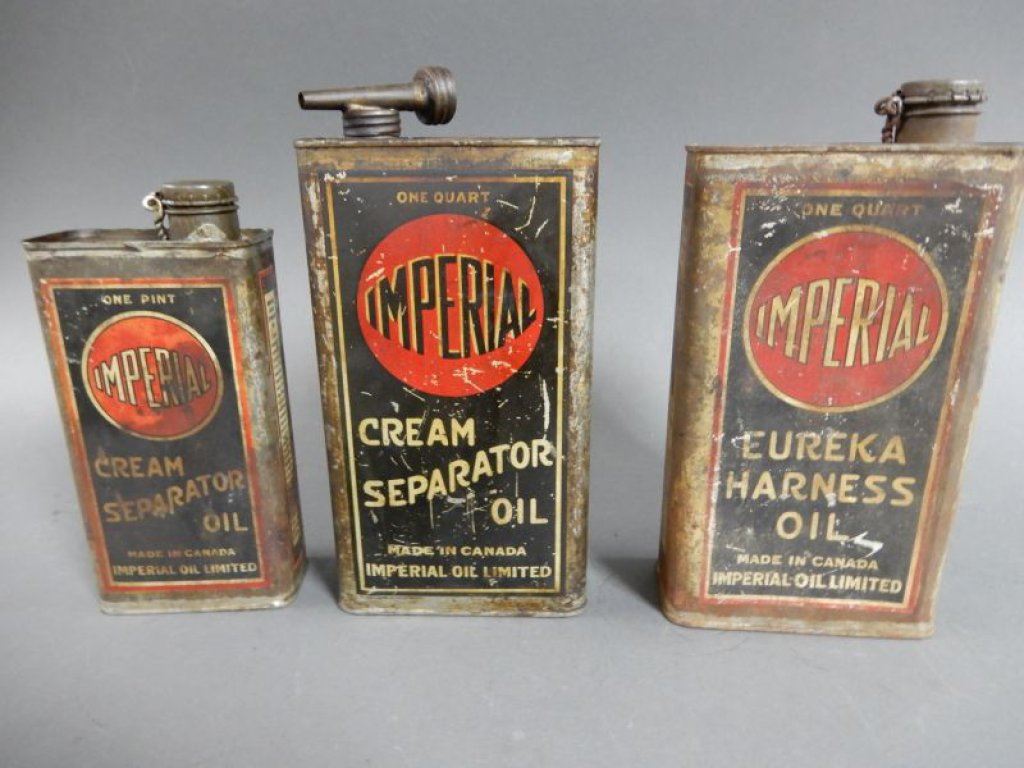 ONE PINT
IMPERIAL
CREAM
SEPARATOR
OIL
MADE IN CANADA
IMPERIAL OIL LIMITED
ONE QUART
IMPERIAL
CREAM
SEPARATOR
OIL
MADE IN CANADA
IMPERIAL OIL LIMITED
ONE QUART
IMPERIAL
EUREKA
HARNESS
OIL
MADE IN CANADA
IMPERIAL OIL LIMITED